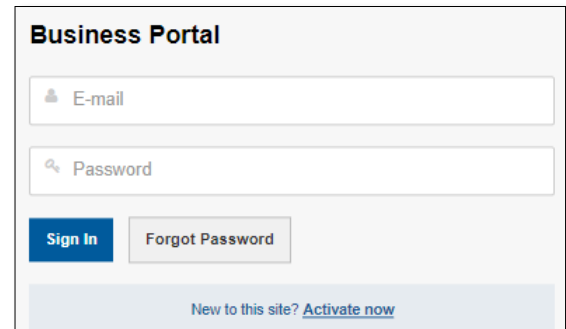 Business Portal
E-mail
Password
Sign In Forgot Password
New to this site? Activate now